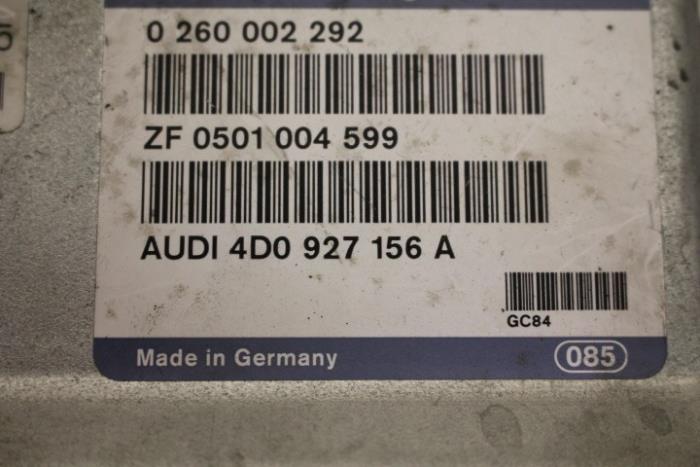 0 260 002 292
ZF 0501 004 599
AUDI 4D0 927 156 A
GC84
Made in Germany
085